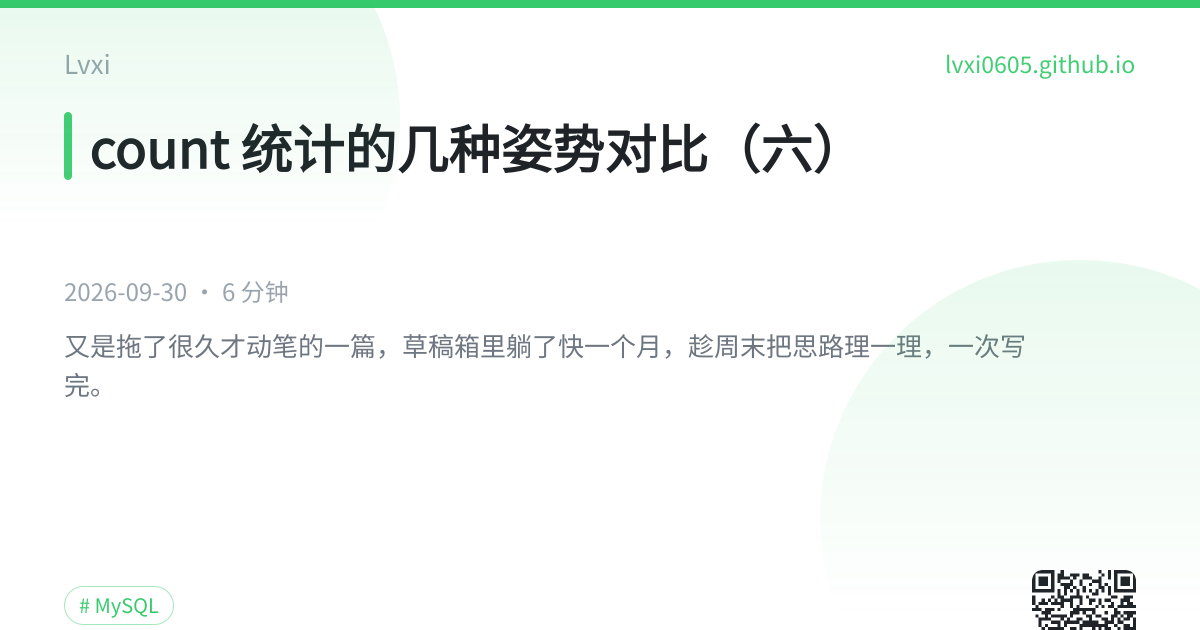 Lvxi
lvxi0605.github.io
count 统计的几种姿势对比（六）
2026-09-30 · 6 分钟
又是拖了很久才动笔的一篇，草稿箱里躺了快一个月，趁周末把思路理一理，一次写
完。
# MySQL